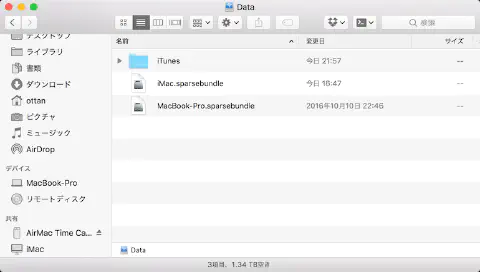 Data
検索
デスクトップ
ライブラリ
書類
ダウンロード
ottan
ピクチャ
ミュージック
AirDrop
デバイス
MacBook-Pro
リモートディスク
共有
AirMac Time Ca...
iMac
名前 変更日 サイズ
iTunes 今日 21:57 --
iMac.sparsebundle 今日 18:47 --
MacBook-Pro.sparsebundle 2016年10月10日 22:46 --
Data
3項目、1.34 TB空き